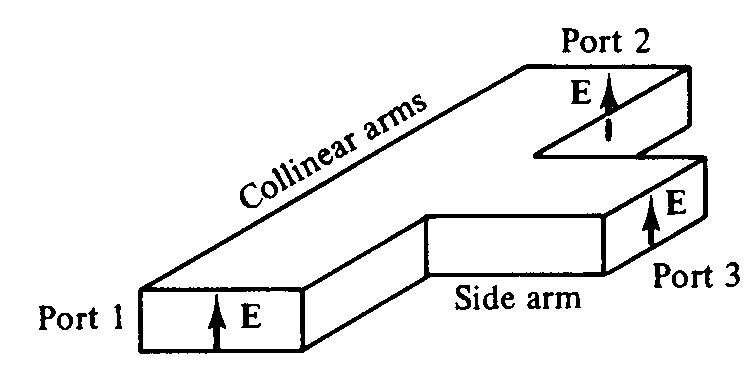 Port 2
E
Collinear arms
E
Port 3
Side arm
Port 1
E